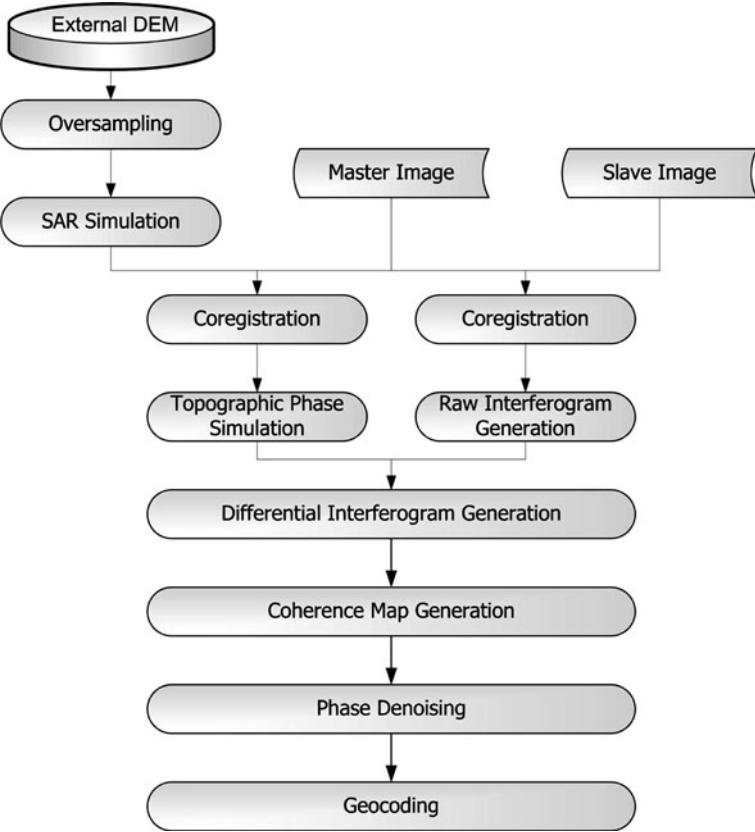 External DEM
Oversampling
Master Image
Slave Image
SAR Simulation
Coregistration
Coregistration
Topographic Phase
Simulation
Raw Interferogram
Generation
Differential Interferogram Generation
Coherence Map Generation
Phase Denoising
Geocoding